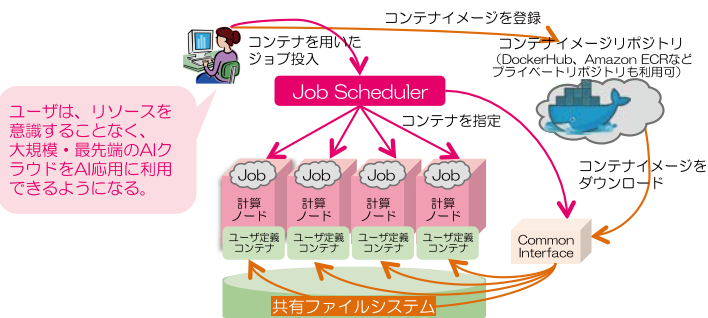 コンテナイメージを登録
コンテナを用いた
ジョブ投入
コンテナイメージリポジトリ
（DockerHub、Amazon ECRなど
プライベートリポジトリも利用可）
Job Scheduler
ユーザは、リソースを
意識することなく、
大規模・最先端のAIク
ラウドをAI応用に利用
できるようになる。
コンテナを指定
コンテナイメージを
ダウンロード
Job
Job
Job
Job
計算
ノード
計算
ノード
計算
ノード
計算
ノード
ユーザ定義
コンテナ
ユーザ定義
コンテナ
ユーザ定義
コンテナ
ユーザ定義
コンテナ
Common
Interface
共有ファイルシステム